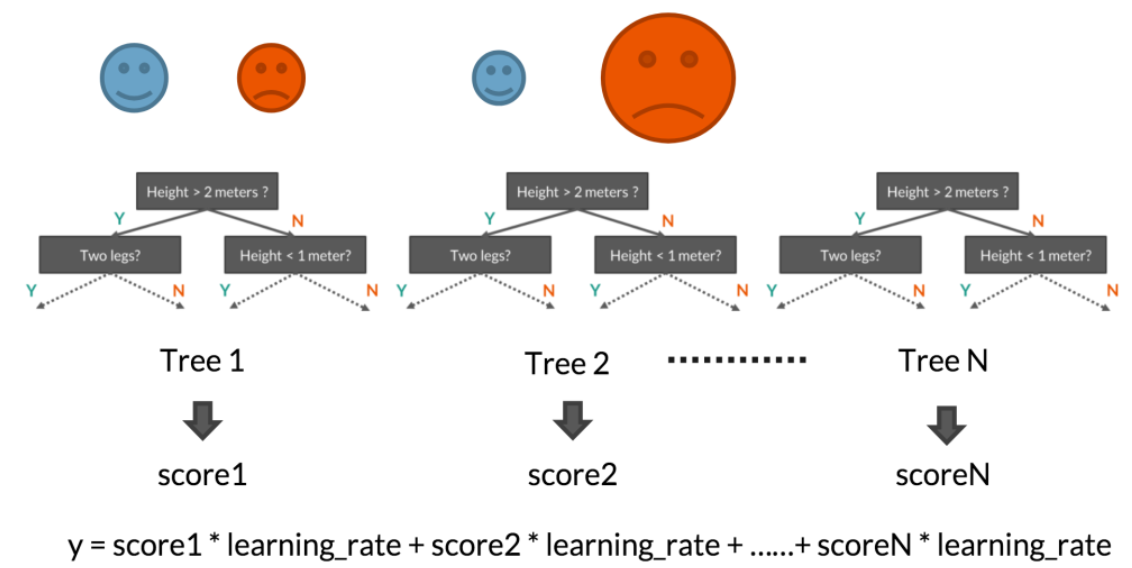 Height > 2 meters ?
Y
N
Two legs?
Height < 1 meter?
Y
N
Y
N
Height > 2 meters ?
Y
N
Two legs?
Height < 1 meter?
Y
N
Y
N
Height > 2 meters ?
Y
N
Two legs?
Height < 1 meter?
Y
N
Y
N
Tree 1
Tree 2
Tree N
score1
score2
scoreN
y = score1 * learning_rate + score2 * learning_rate + ......+ scoreN * learning_rate